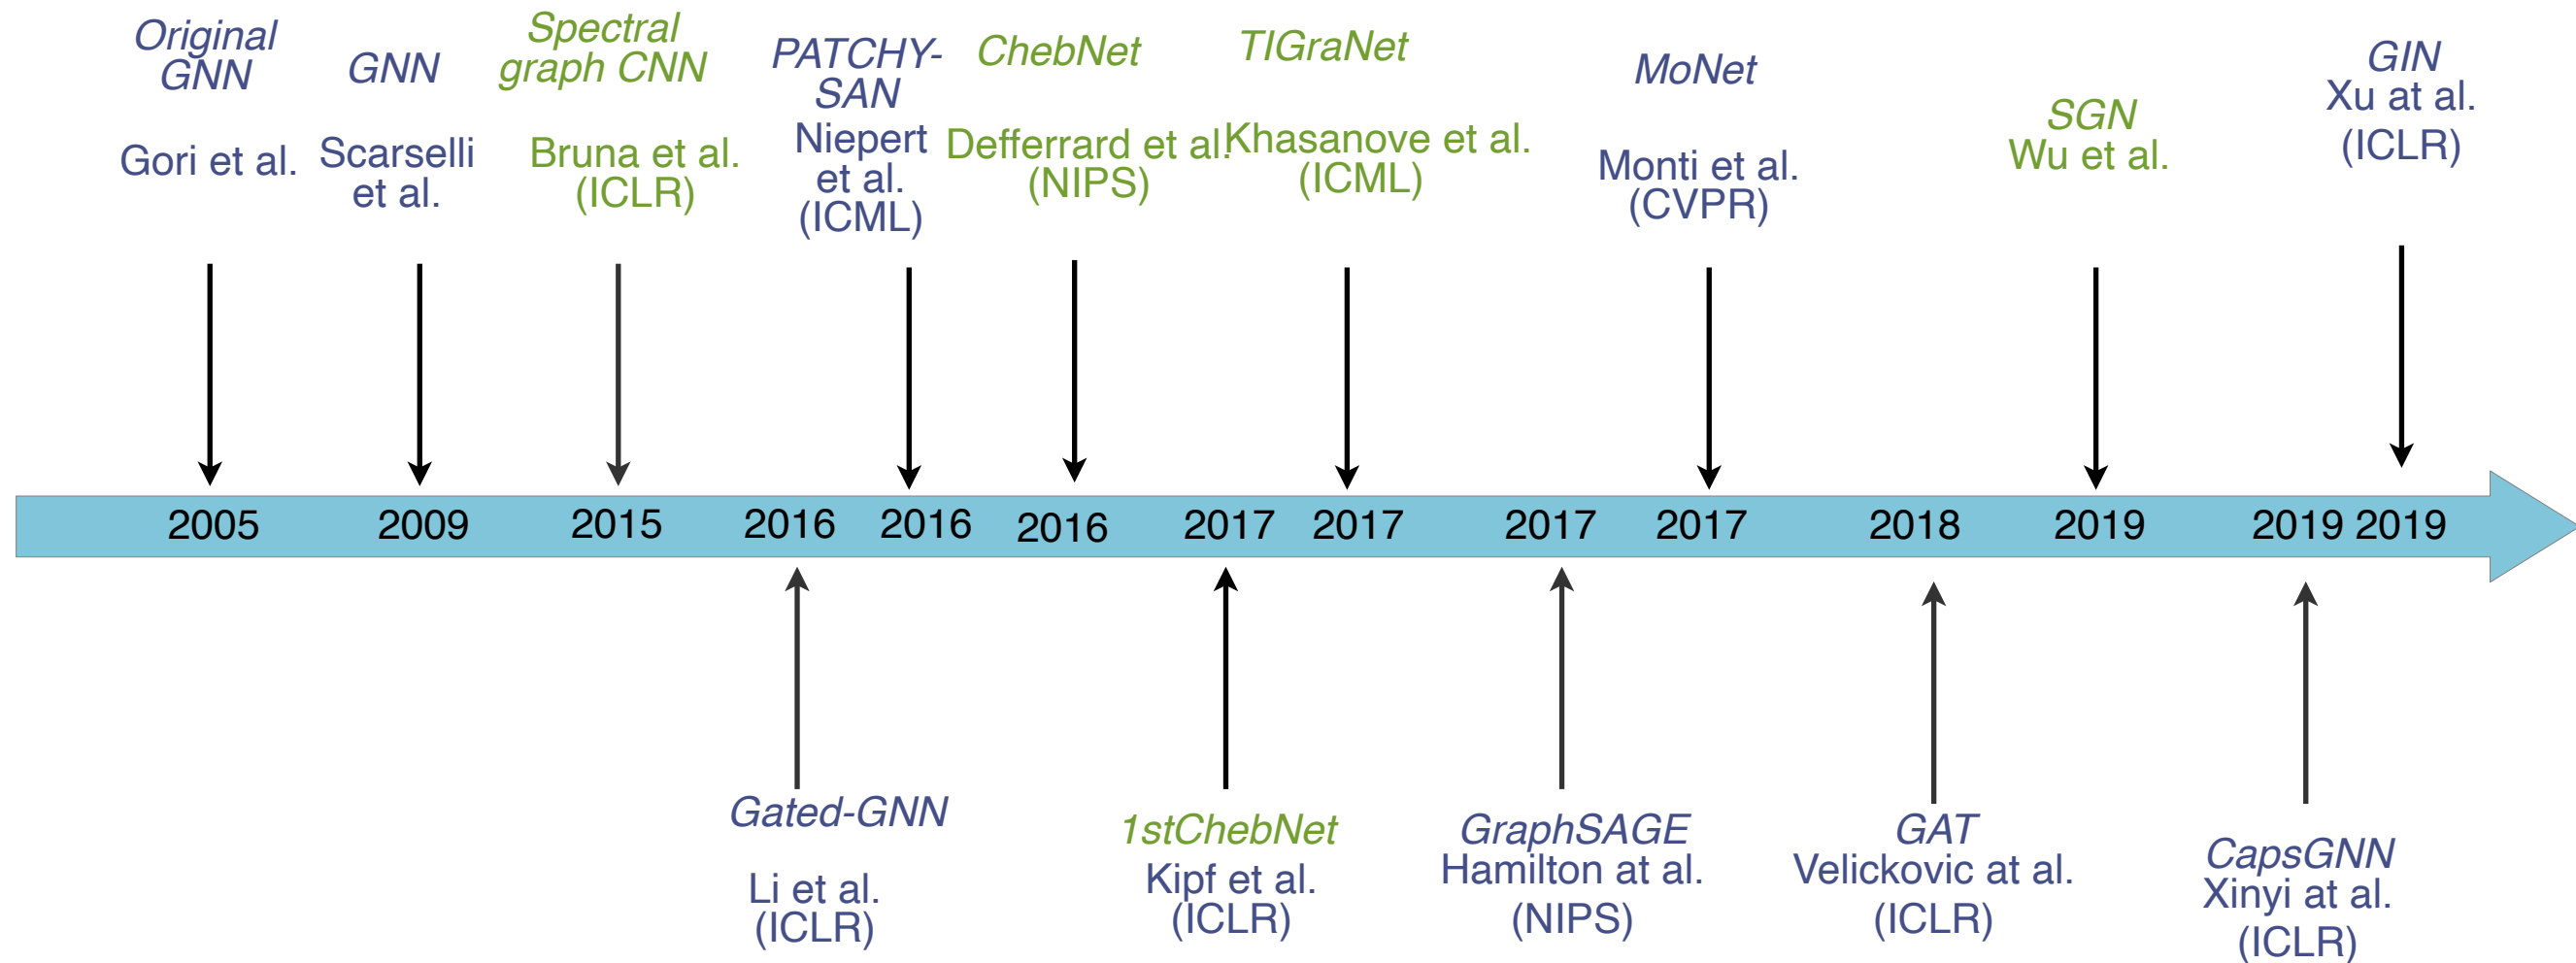 Original
GNN
Gori et al.
GNN
Scarselli
et al.
Spectral
graph CNN
Bruna et al.
(ICLR)
PATCHY-
SAN
Niepert
et al.
(ICML)
ChebNet
Defferrard et al.
(NIPS)
TIGraNet
Khasanove et al.
(ICML)
MoNet
Monti et al.
(CVPR)
SGN
Wu et al.
GIN
Xu at al.
(ICLR)
2005 2009 2015 2016 2016 2016 2017 2017 2017 2017 2018 2019 2019 2019
Gated-GNN
Li et al.
(ICLR)
1stChebNet
Kipf et al.
(ICLR)
GraphSAGE
Hamilton at al.
(NIPS)
GAT
Velickovic at al.
(ICLR)
CapsGNN
Xinyi at al.
(ICLR)